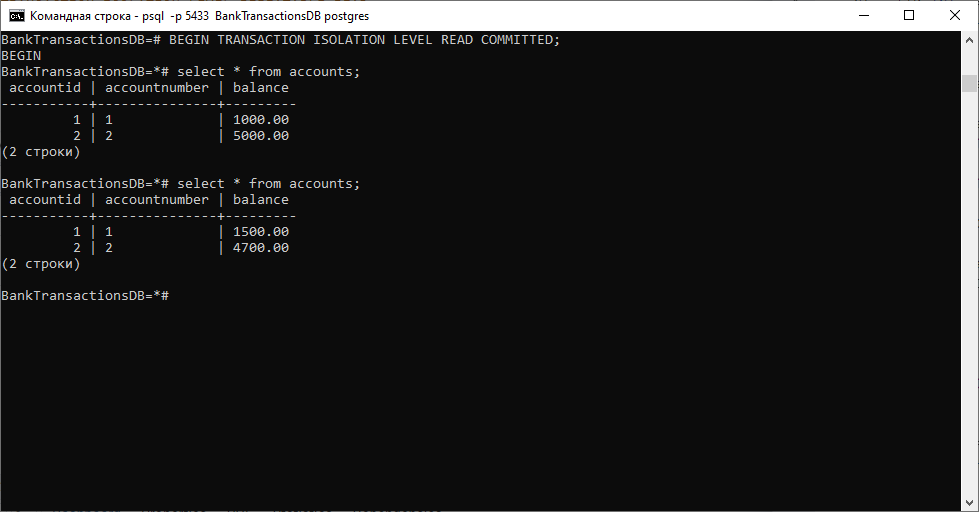 Командная строка - psql -p 5433 BankTransactionsDB postgres
BankTransactionsDB=# BEGIN TRANSACTION ISOLATION LEVEL READ COMMITTED;
BEGIN
BankTransactionsDB=*# select * from accounts;
 accountid | accountnumber | balance
-----------+---------------+---------
         1 | 1             | 1000.00
         2 | 2             | 5000.00
(2 строки)
BankTransactionsDB=*# select * from accounts;
 accountid | accountnumber | balance
-----------+---------------+---------
         1 | 1             | 1500.00
         2 | 2             | 4700.00
(2 строки)
BankTransactionsDB=*#